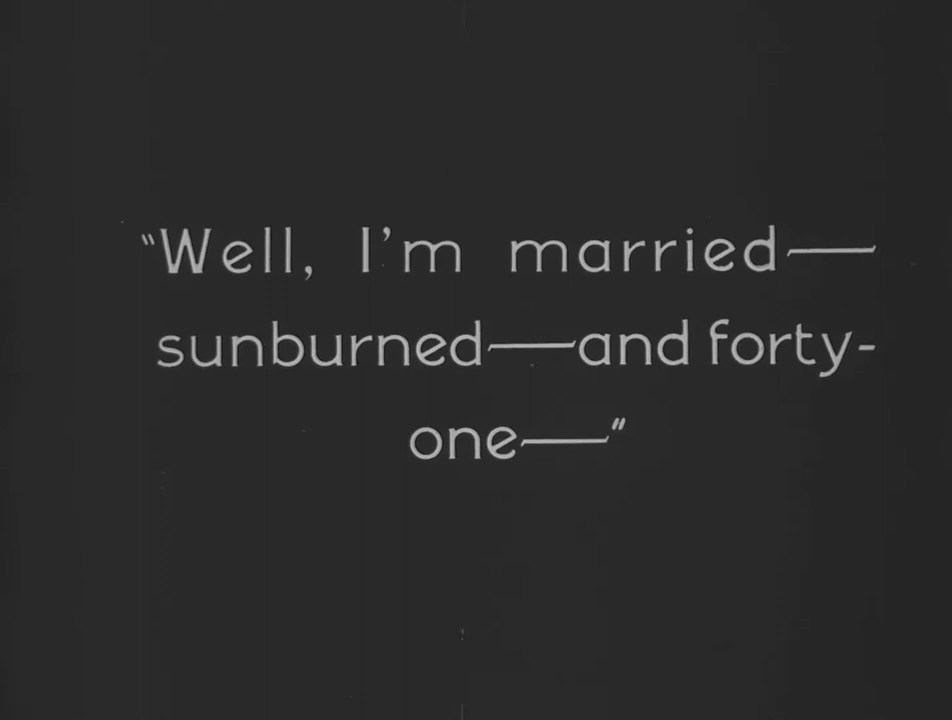 "Well, I'm married—
sunburned—and forty-
one—"